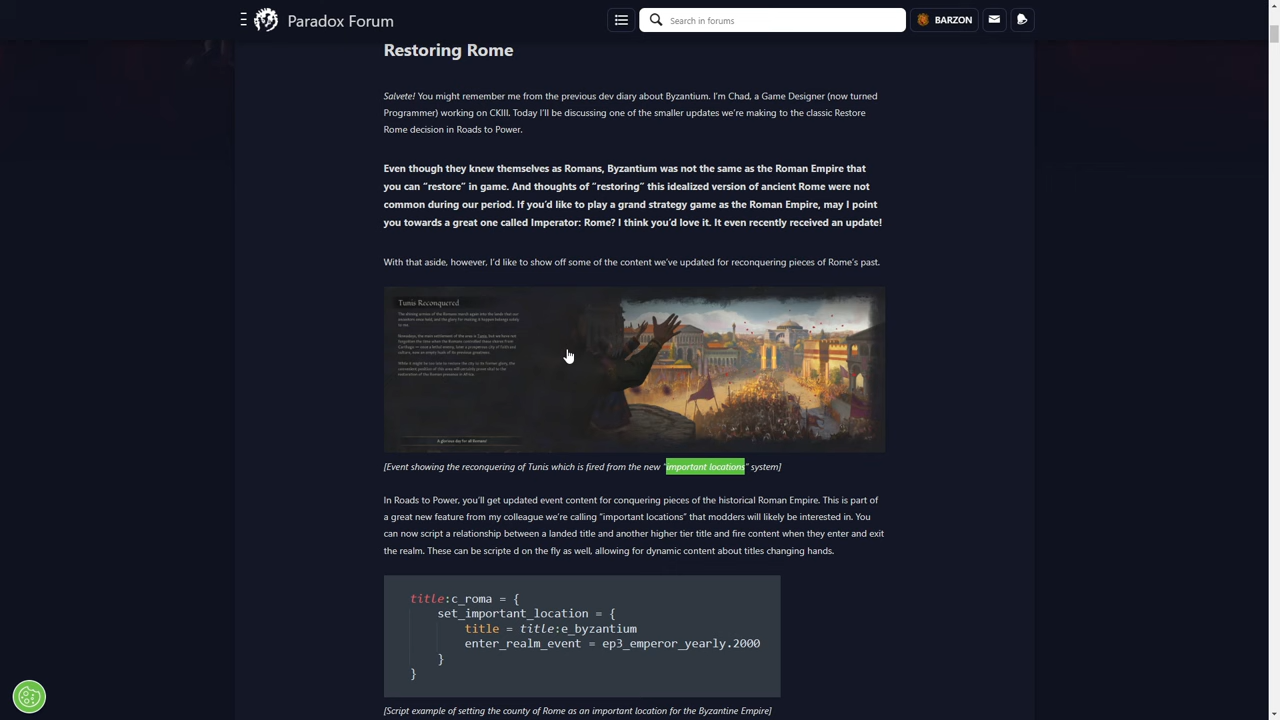 Paradox Forum
Search in forums
BARZON
Restoring Rome
Salvete! You might remember me from the previous dev diary about Byzantium. I'm Chad, a Game Designer (now turned
Programmer) working on CKIII. Today I'll be discussing one of the smaller updates we're making to the classic Restore
Rome decision in Roads to Power.
Even though they knew themselves as Romans, Byzantium was not the same as the Roman Empire that
you can “restore” in game. And thoughts of “restoring” this idealized version of ancient Rome were not
common during our period. If you'd like to play a grand strategy game as the Roman Empire, may I point
you towards a great one called Imperator: Rome? I think you'd love it. It even recently received an update!
With that aside, however, I'd like to show off some of the content we've updated for reconquering pieces of Rome's past.
Tunis Reconquered
A glorious day for all Romans!
[Event showing the reconquering of Tunis which is fired from the new “important locations” system]
In Roads to Power, you'll get updated event content for conquering pieces of the historical Roman Empire. This is part of
a great new feature from my colleague we're calling “important locations” that modders will likely be interested in. You
can now script a relationship between a landed title and another higher tier title and fire content when they enter and exit
the realm. These can be scripte d on the fly as well, allowing for dynamic content about titles changing hands.
title:c_roma = {
set_important_location = {
title = title:e_byzantium
enter_realm_event = ep3_emperor_yearly.2000
}
}
[Script example of setting the county of Rome as an important location for the Byzantine Empire]